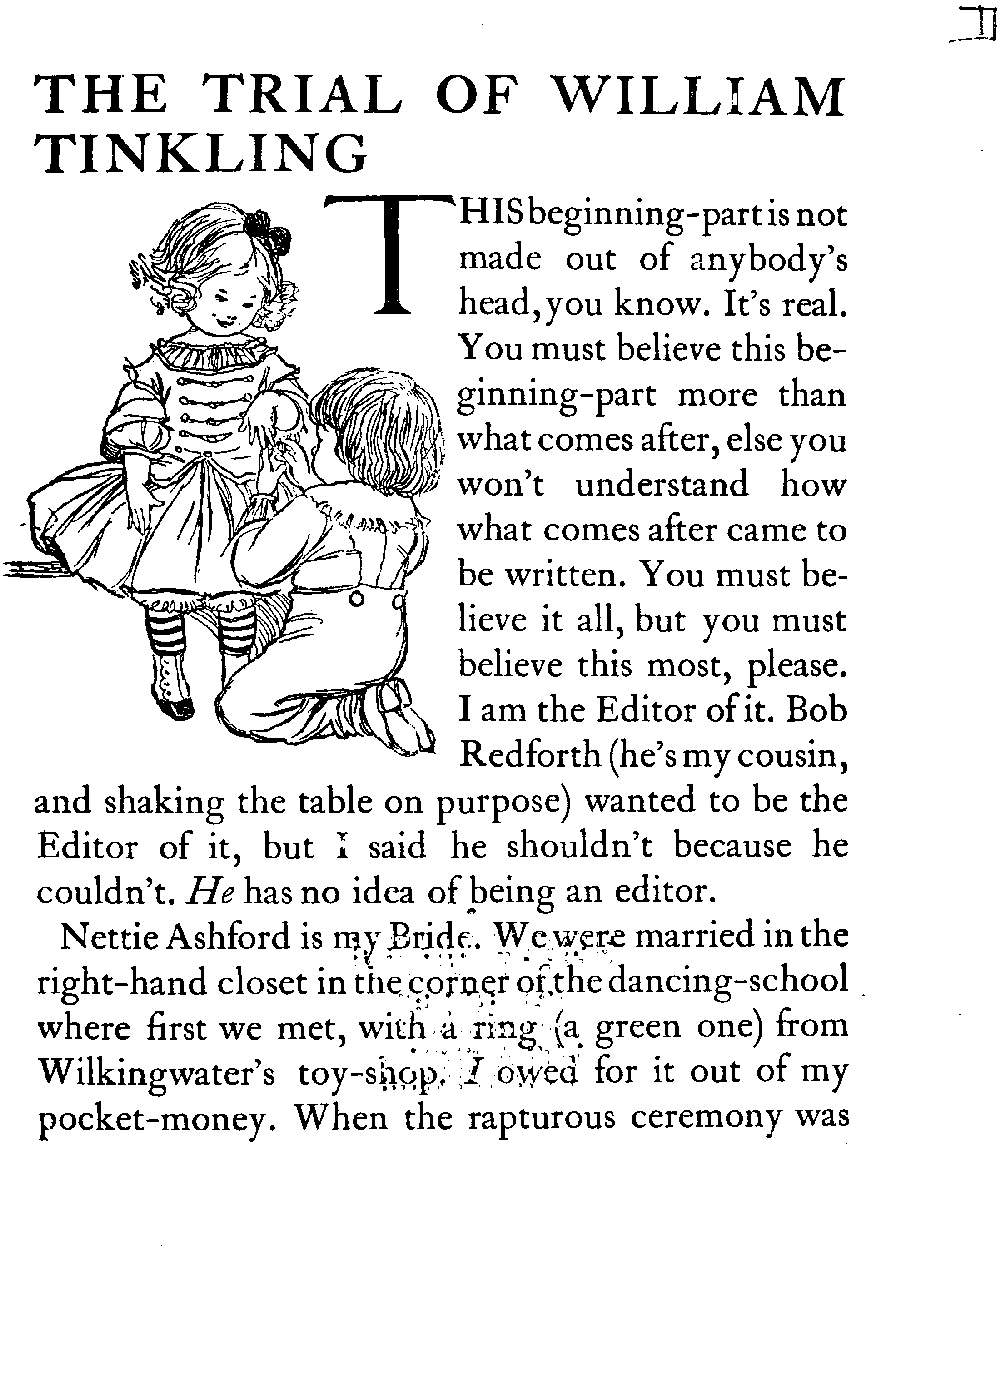 THE TRIAL OF WILLIAM
TINKLING
THIS beginning-part is not
made out of anybody's
head, you know. It's real.
You must believe this be-
ginning-part more than
what comes after, else you
won't understand how
what comes after came to
be written. You must be-
lieve it all, but you must
believe this most, please.
I am the Editor of it. Bob
Redforth (he's my cousin,
and shaking the table on purpose) wanted to be the
Editor of it, but I said he shouldn't because he
couldn't. He has no idea of being an editor.
Nettie Ashford is my Bride. We were married in the
right-hand closet in the corner of the dancing-school
where first we met, with a ring (a green one) from
Wilkingwater's toy-shop. I owed for it out of my
pocket-money. When the rapturous ceremony was